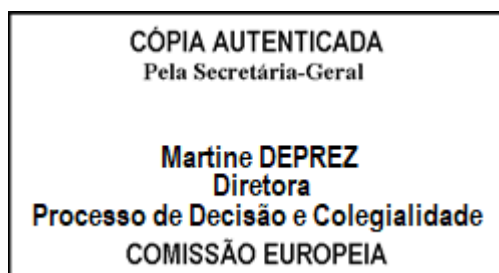 CÓPIA AUTENTICADA
Pela Secretária-Geral
Martine DEPREZ
Diretora
Processo de Decisão e Colegialidade
COMISSÃO EUROPEIA